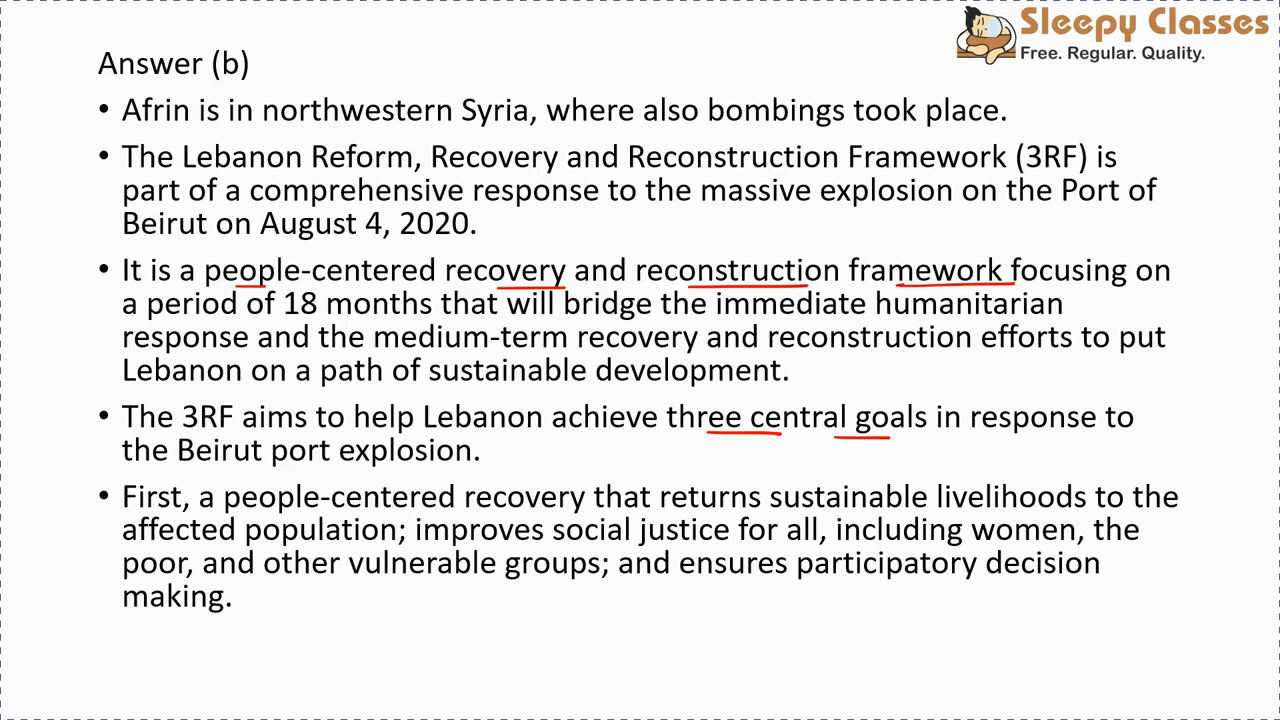 Sleepy Classes
Free. Regular. Quality.
Answer (b)
• Afrin is in northwestern Syria, where also bombings took place.
• The Lebanon Reform, Recovery and Reconstruction Framework (3RF) is
part of a comprehensive response to the massive explosion on the Port of
Beirut on August 4, 2020.
• It is a people-centered recovery and reconstruction framework focusing on
a period of 18 months that will bridge the immediate humanitarian
response and the medium-term recovery and reconstruction efforts to put
Lebanon on a path of sustainable development.
• The 3RF aims to help Lebanon achieve three central goals in response to
the Beirut port explosion.
• First, a people-centered recovery that returns sustainable livelihoods to the
affected population; improves social justice for all, including women, the
poor, and other vulnerable groups; and ensures participatory decision
making.